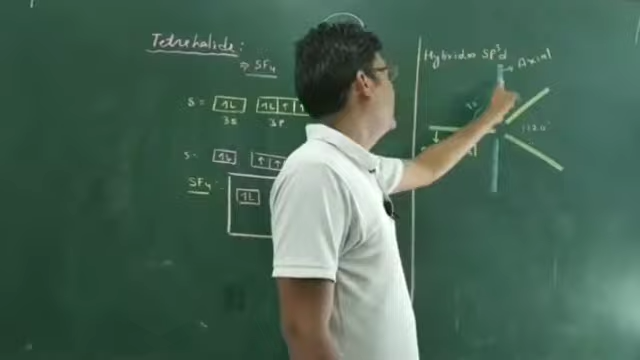 Tetrahalide:
⇒ SF4
S = 1L 1L ↑ ↑
3S 3P
S = 1L ↑ ↑
SF4
1L
Hybridn SP3d
Axial
120°